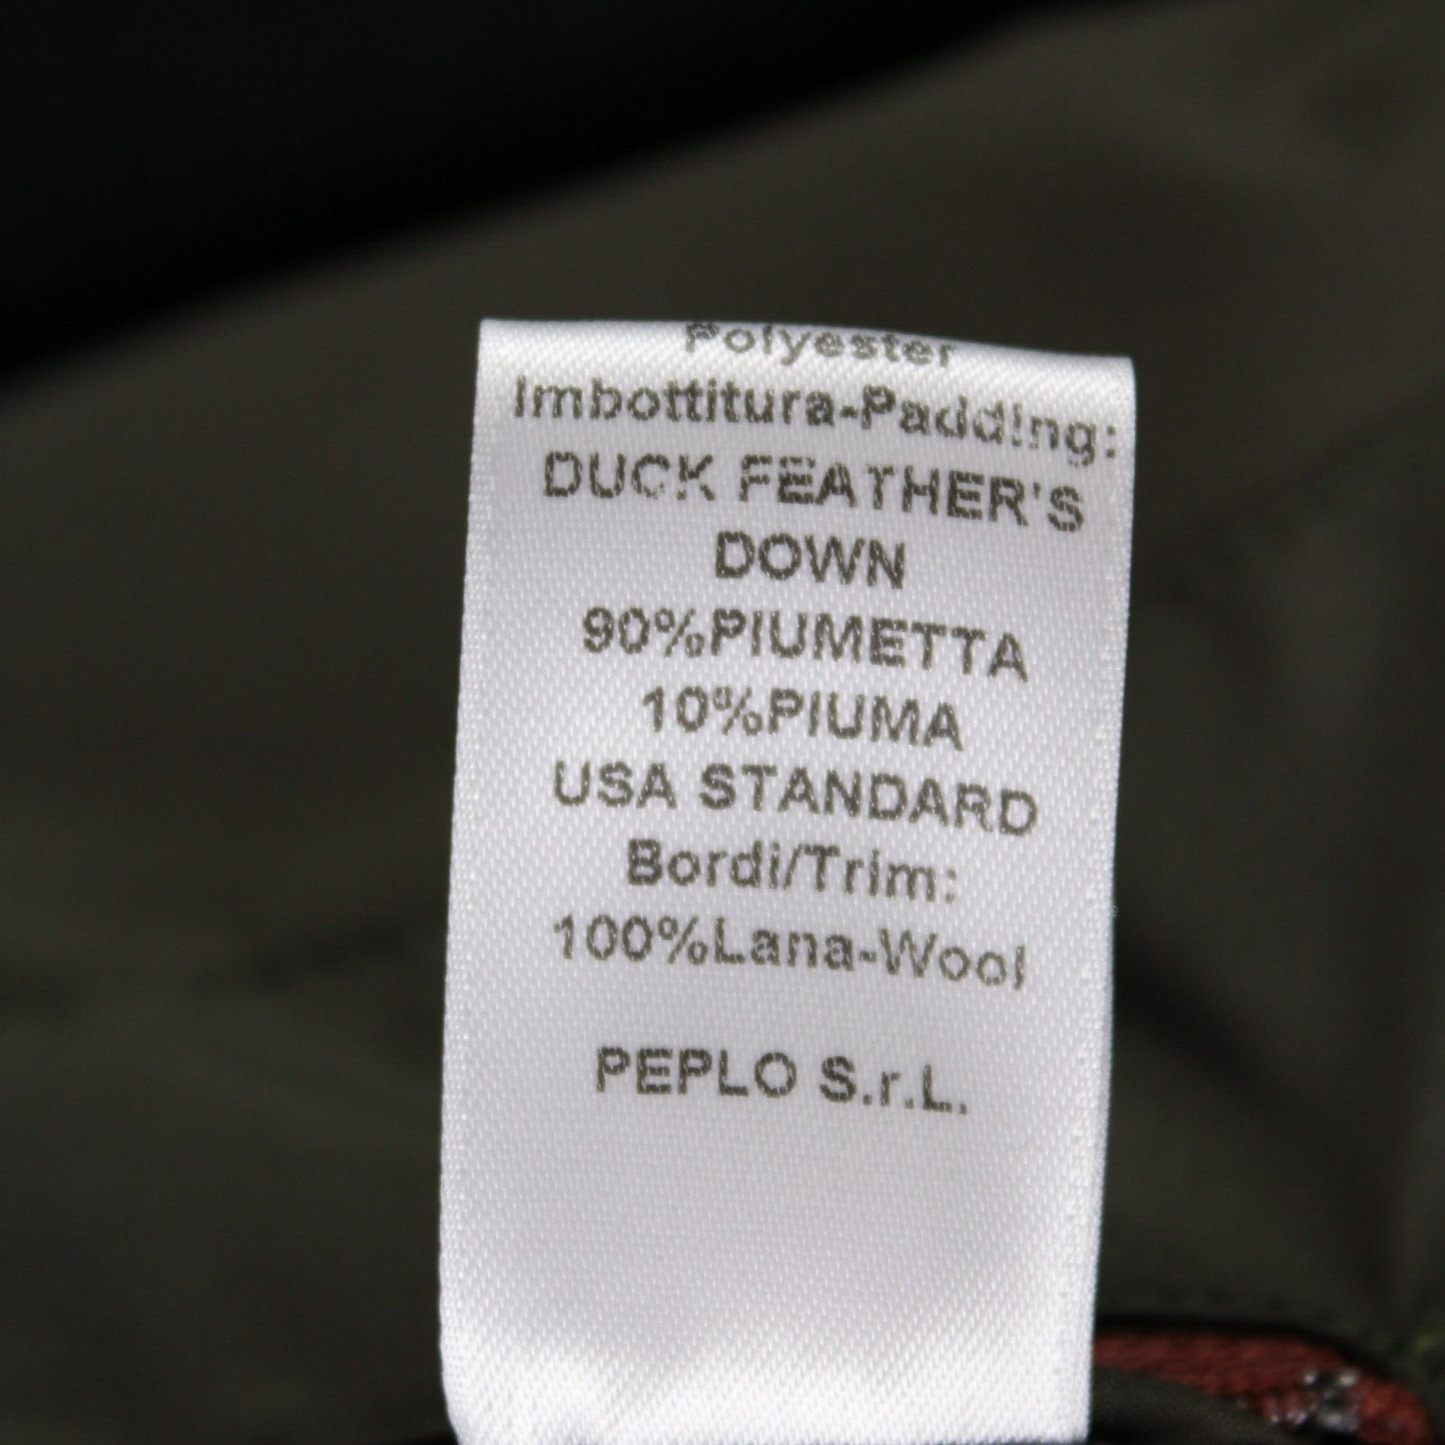 Polyester
Imbottitura-Padding:
DUCK FEATHER'S
DOWN
90%PIUMETTA
10%PIUMA
USA STANDARD
Bordi/Trim:
100%Lana-Wool
PEPLO S.r.L.